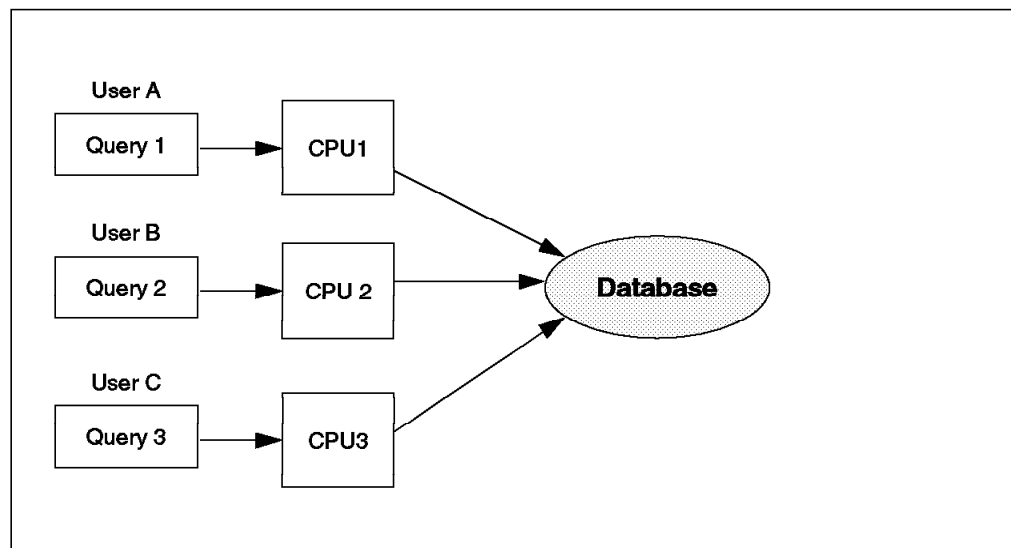 User A
Query 1
CPU1
User B
Query 2
CPU 2
Database
User C
Query 3
CPU3